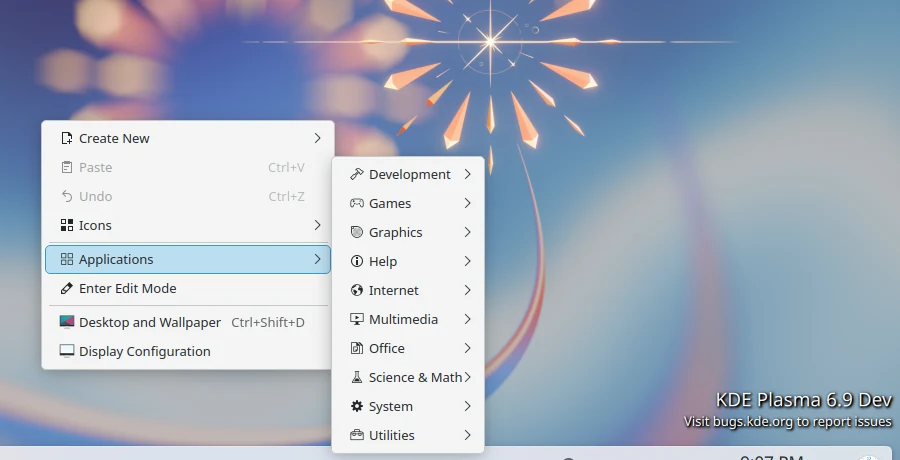 Create New
Paste Ctrl+V
Undo Ctrl+Z
Icons
Applications
Enter Edit Mode
Desktop and Wallpaper Ctrl+Shift+D
Display Configuration
Development
Games
Graphics
Help
Internet
Multimedia
Office
Science & Math
System
Utilities
KDE Plasma 6.9 Dev
Visit bugs.kde.org to report issues